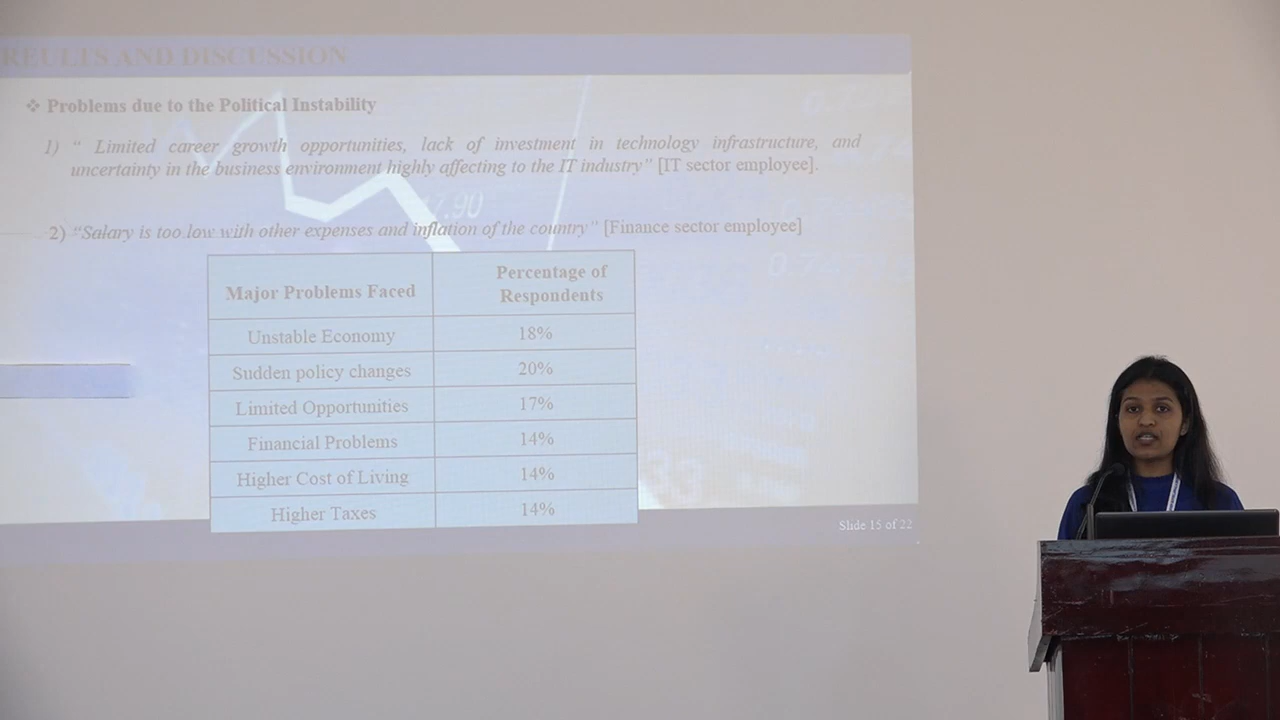 REULTS AND DISCUSSION
❖ Problems due to the Political Instability
1) “ Limited career growth opportunities, lack of investment in technology infrastructure, and
uncertainty in the business environment highly affecting to the IT industry” [IT sector employee].
2) “Salary is too low with other expenses and inflation of the country” [Finance sector employee]
Major Problems Faced
Percentage of
Respondents
Unstable Economy 18%
Sudden policy changes 20%
Limited Opportunities 17%
Financial Problems 14%
Higher Cost of Living 14%
Higher Taxes 14%
Slide 15 of 22